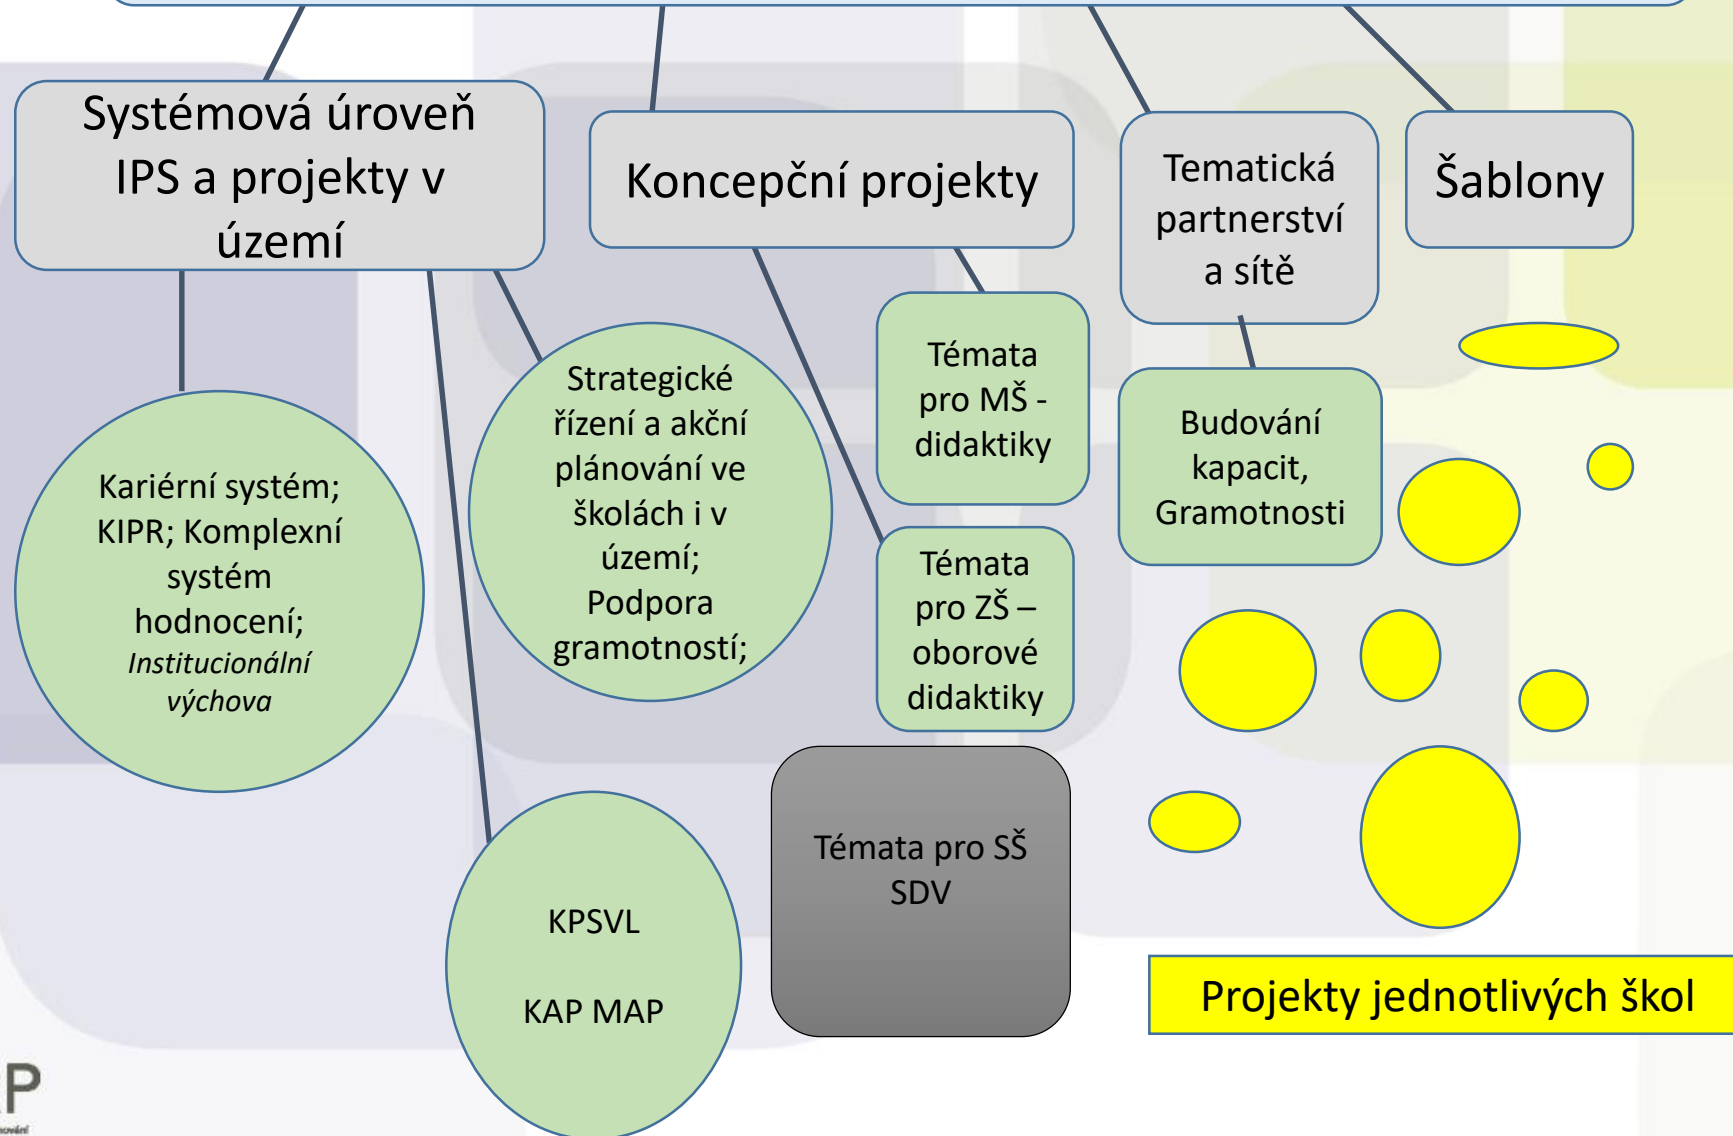 Systémová úroveň
IPS a projekty v
území
Koncepční projekty
Tematická
partnerství
a sítě
Šablony
Kariérní systém;
KIPR; Komplexní
systém
hodnocení;
Institucionální
výchova
Strategické
řízení a akční
plánování ve
školách i v
území;
Podpora
gramotností;
KPSVL
KAP MAP
Témata
pro MŠ -
didaktiky
Témata
pro ZŠ –
oborové
didaktiky
Témata pro SŠ
SDV
Budování
kapacit,
Gramotnosti
Projekty jednotlivých škol
P